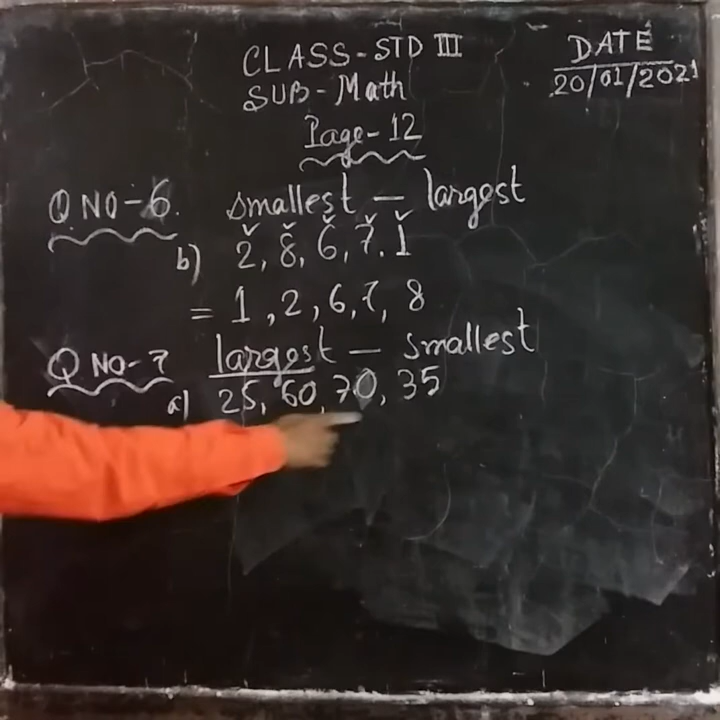 CLASS-STD III
SUB-Math
DATE
20/01/2021
Page-12
Q NO-6. smallest — largest
b) 2, 8, 6, 7, 1
= 1, 2, 6, 7, 8
Q NO-7 largest — smallest
a) 25, 60, 70, 35